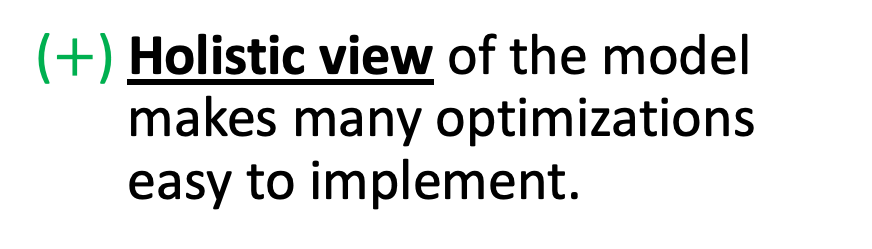 (+) Holistic view of the model
makes many optimizations
easy to implement.